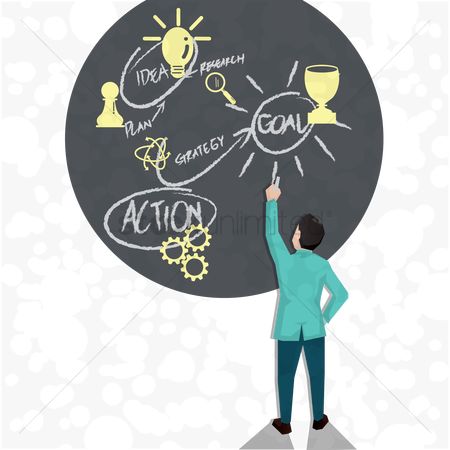 IDEA
RESEARCH
PLAN
GOAL
STRATEGY
ACTION